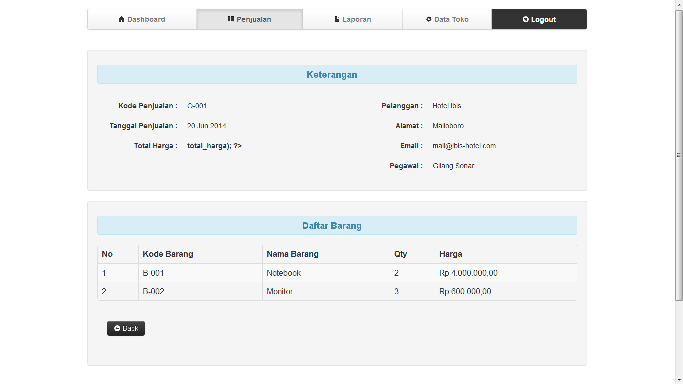 Dashboard Penjualan Laporan Data Toko Logout
Keterangan
Kode Penjualan : O-001 Pelanggan : Hotel Ibis
Tanggal Penjualan : 20 Jun 2014 Alamat : Malioboro
Total Harga : total_harga); ?> Email : mail@ibis-hotel.com
Pegawai : Gilang Sonar
Daftar Barang
No Kode Barang Nama Barang Qty Harga
1 B-001 Notebook 2 Rp 4.000.000,00
2 B-002 Monitor 3 Rp 600.000,00
Back